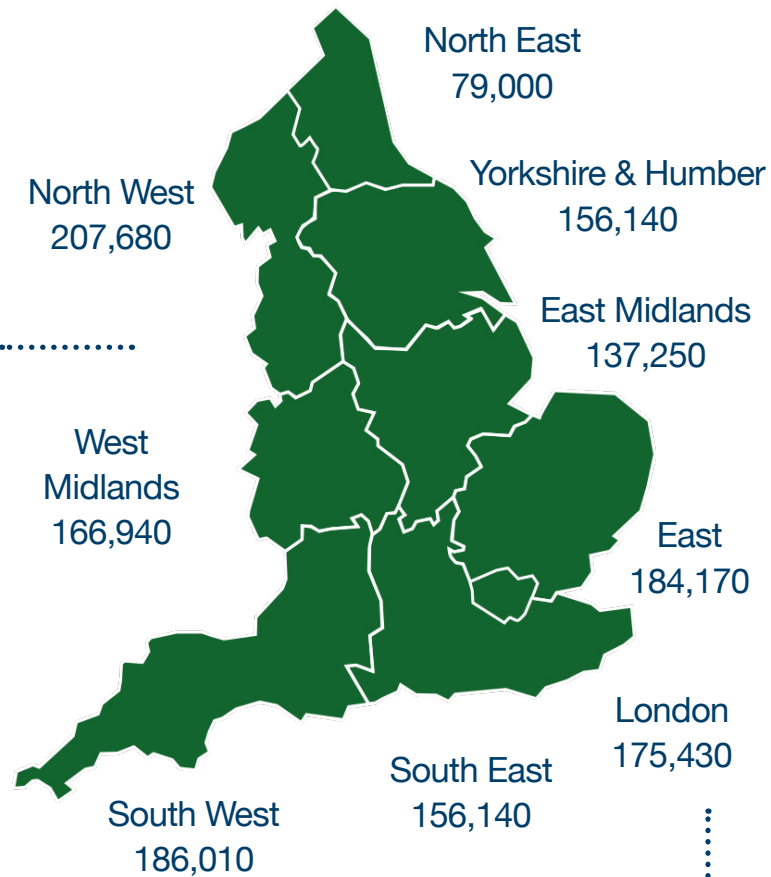 North East
79,000
Yorkshire & Humber
156,140
North West
207,680
East Midlands
137,250
West
Midlands
166,940
East
184,170
London
175,430
South East
156,140
South West
186,010